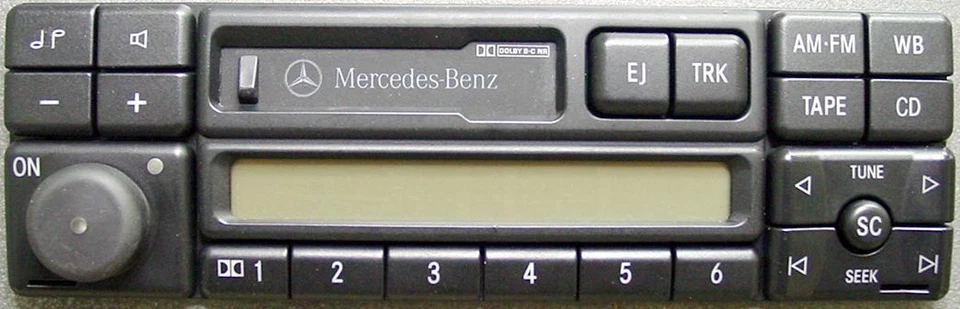 DOLBY B-C NR
Mercedes-Benz
EJ
TRK
AM·FM
WB
TAPE
CD
−
+
ON
TUNE
SC
SEEK
1
2
3
4
5
6